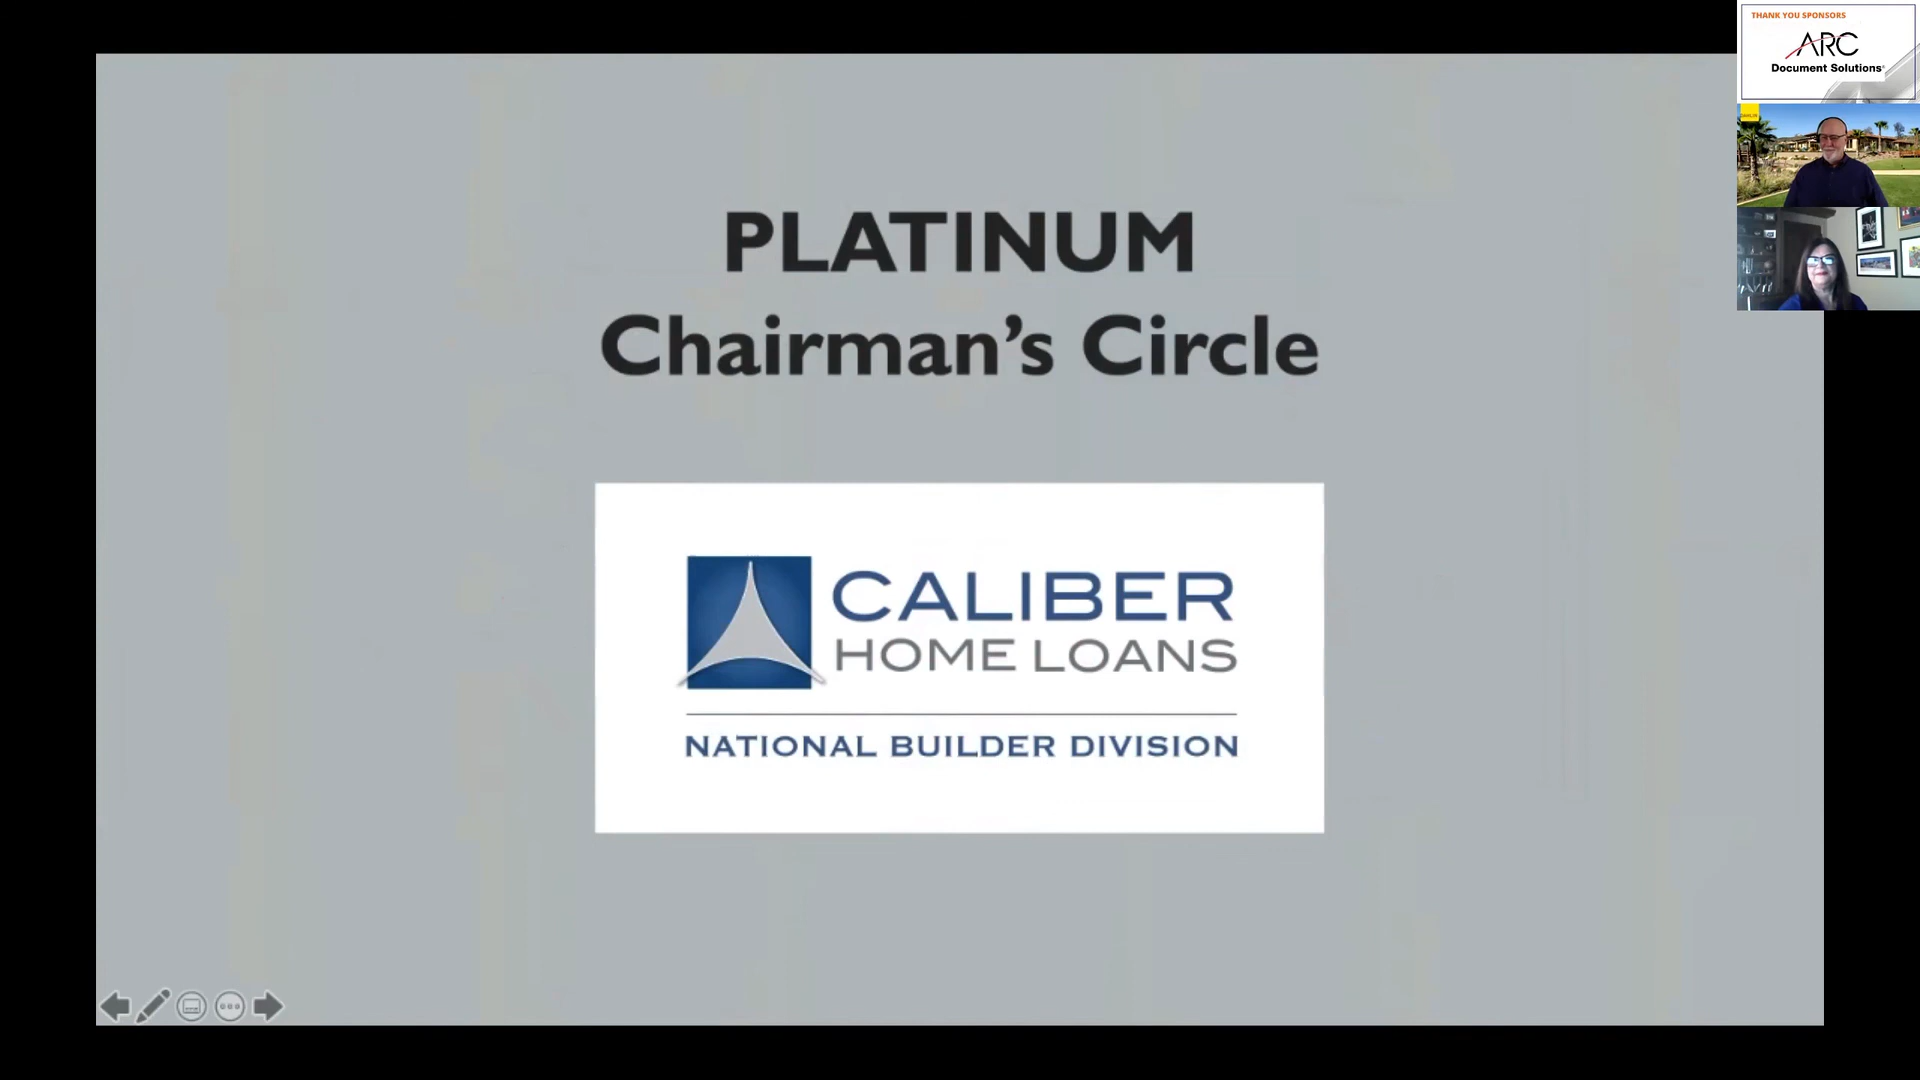 PLATINUM
Chairman’s Circle
CALIBER
HOME LOANS
NATIONAL BUILDER DIVISION
THANK YOU SPONSORS
ARC
Document Solutions